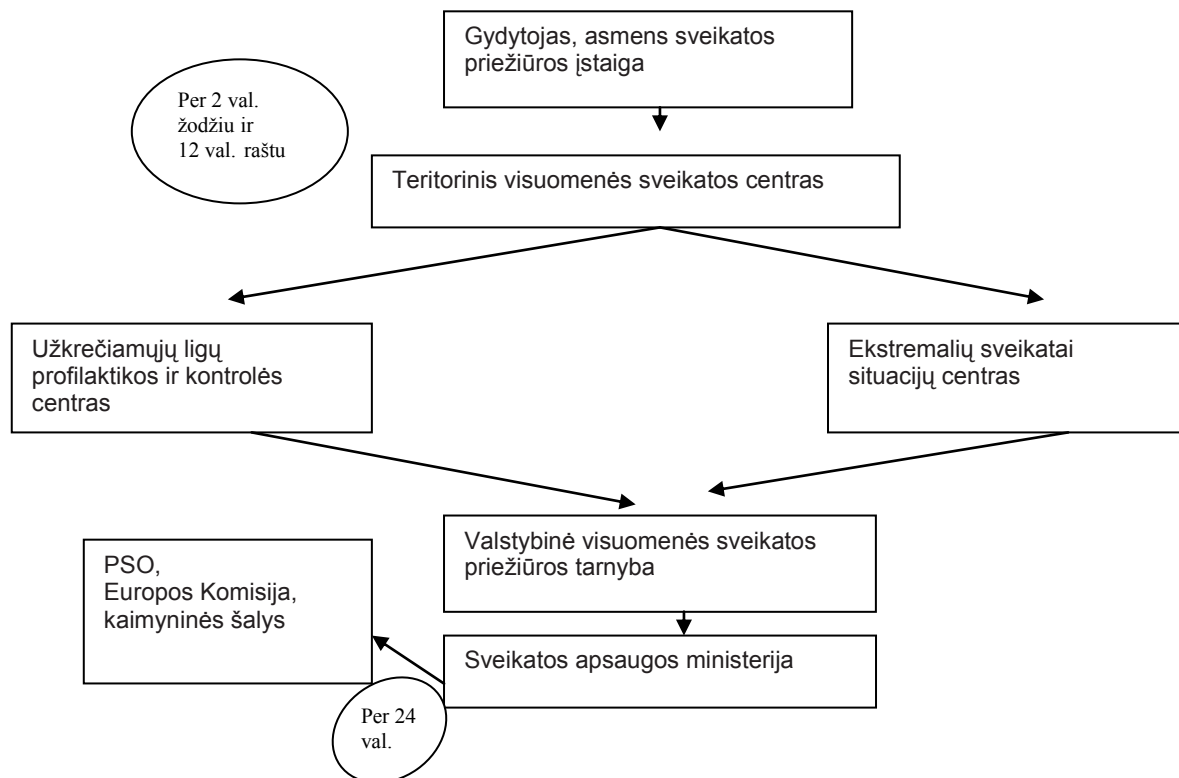 Gydytojas, asmens sveikatos
priežiūros įstaiga
Per 2 val.
žodžiu ir
12 val. raštu
Teritorinis visuomenės sveikatos centras
Užkrečiamųjų ligų
profilaktikos ir kontrolės
centras
Ekstremalių sveikatai
situacijų centras
Valstybinė visuomenės sveikatos
priežiūros tarnyba
PSO,
Europos Komisija,
kaimyninės šalys
Sveikatos apsaugos ministerija
Per 24
val.